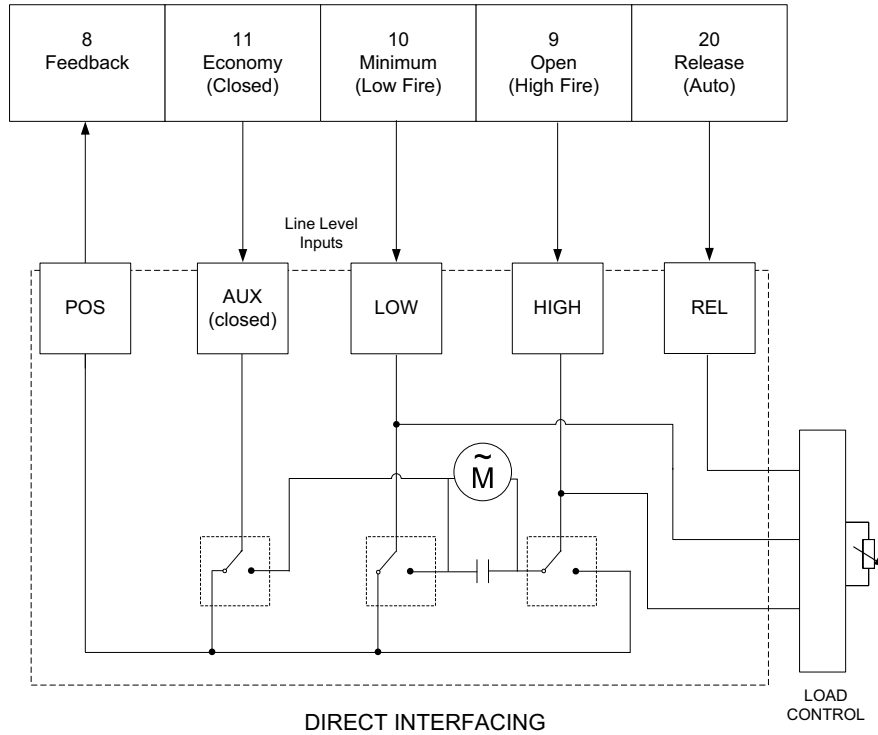 8
Feedback
11
Economy
(Closed)
10
Minimum
(Low Fire)
9
Open
(High Fire)
20
Release
(Auto)
Line Level
Inputs
POS
AUX
(closed)
LOW
HIGH
REL
~
M
LOAD
CONTROL
DIRECT INTERFACING